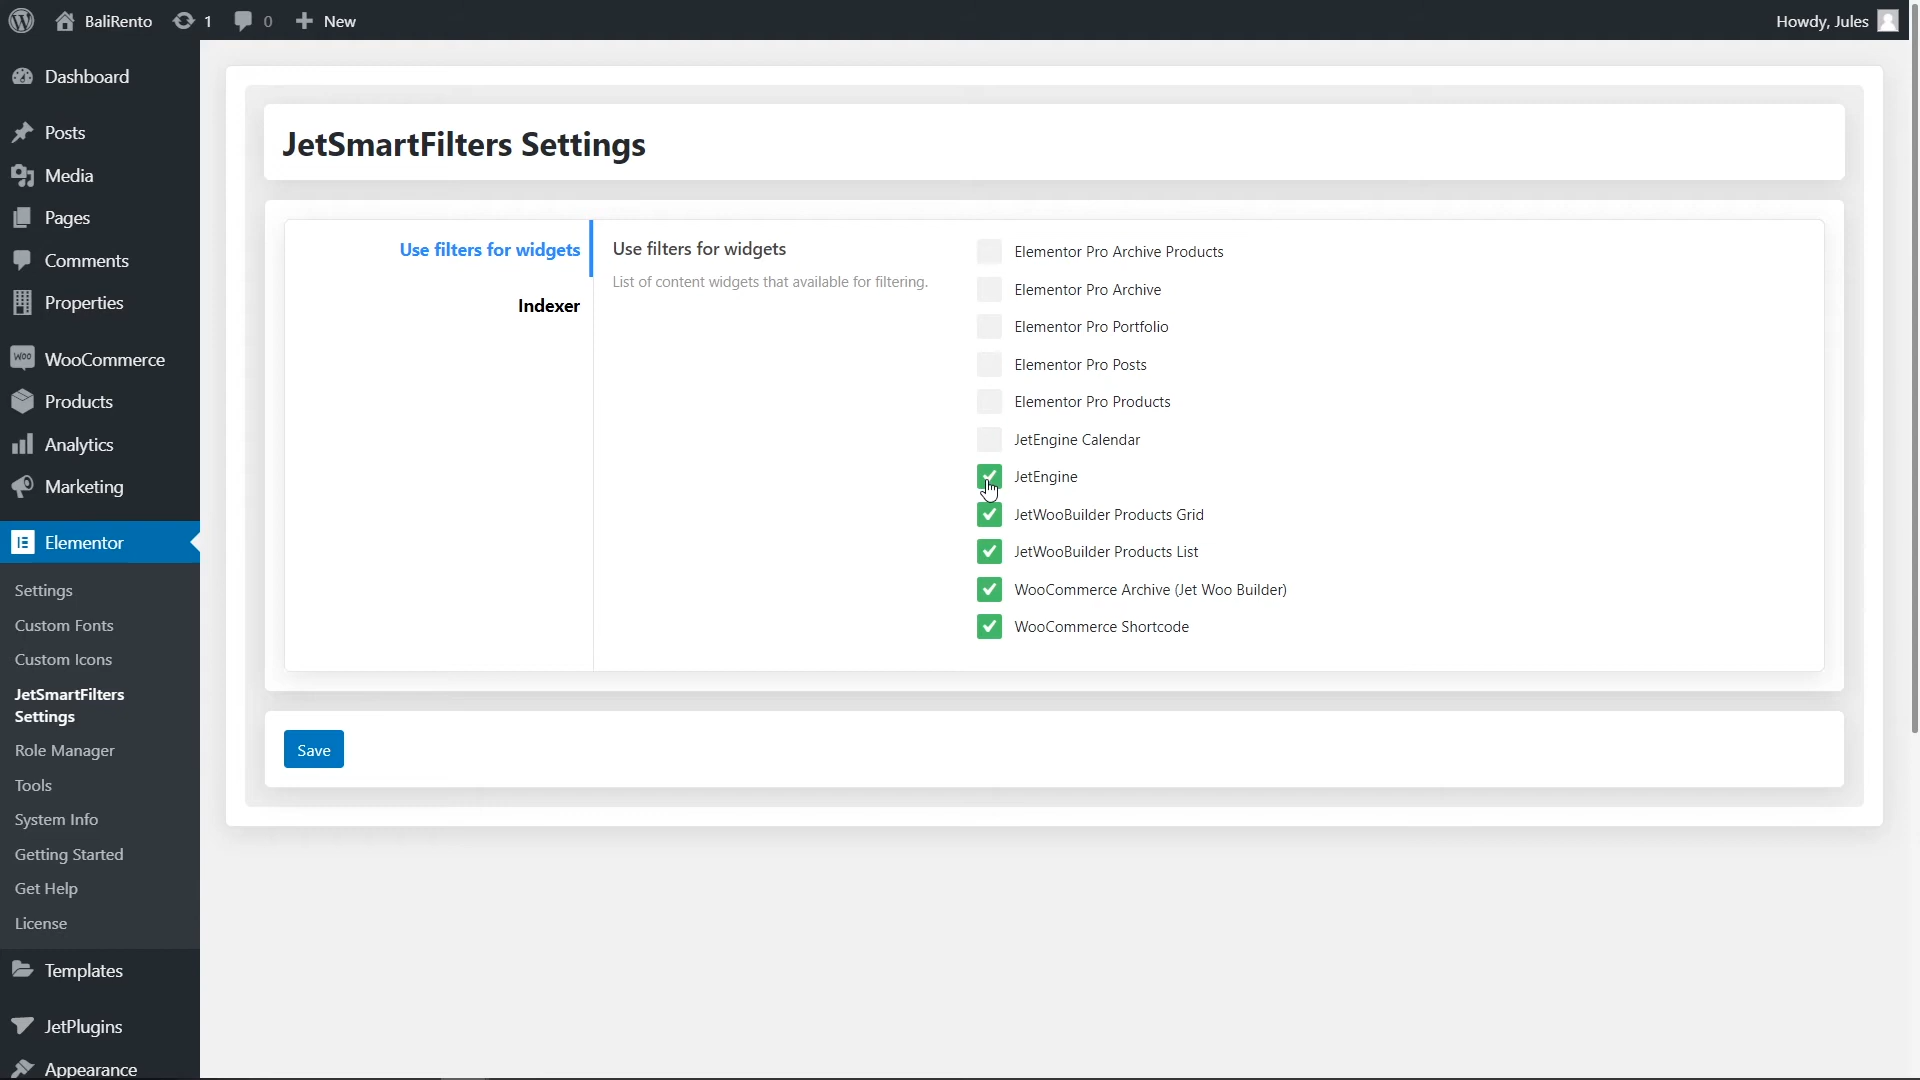 BaliRento 1 0 New Howdy, Jules
Dashboard
Posts
Media
Pages
Comments
Properties
WooCommerce
Products
Analytics
Marketing
Elementor
Settings
Custom Fonts
Custom Icons
JetSmartFilters
Settings
Role Manager
Tools
System Info
Getting Started
Get Help
License
Templates
JetPlugins
Appearance
JetSmartFilters Settings
Use filters for widgets
Indexer
Use filters for widgets
List of content widgets that available for filtering.
Elementor Pro Archive Products
Elementor Pro Archive
Elementor Pro Portfolio
Elementor Pro Posts
Elementor Pro Products
JetEngine Calendar
JetEngine
JetWooBuilder Products Grid
JetWooBuilder Products List
WooCommerce Archive (Jet Woo Builder)
WooCommerce Shortcode
Save